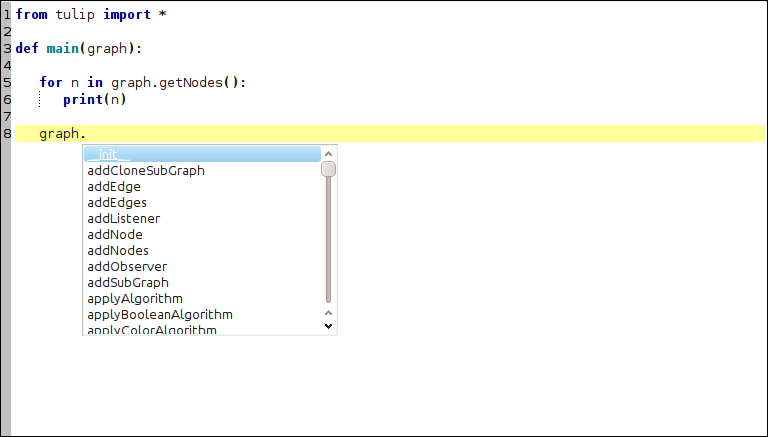 1 from tulip import *
2
3 def main(graph):
4
5 for n in graph.getNodes():
6 print(n)
7
8 graph.
__init__
addCloneSubGraph
addEdge
addEdges
addListener
addNode
addNodes
addObserver
addSubGraph
applyAlgorithm
applyBooleanAlgorithm
applyColorAlgorithm